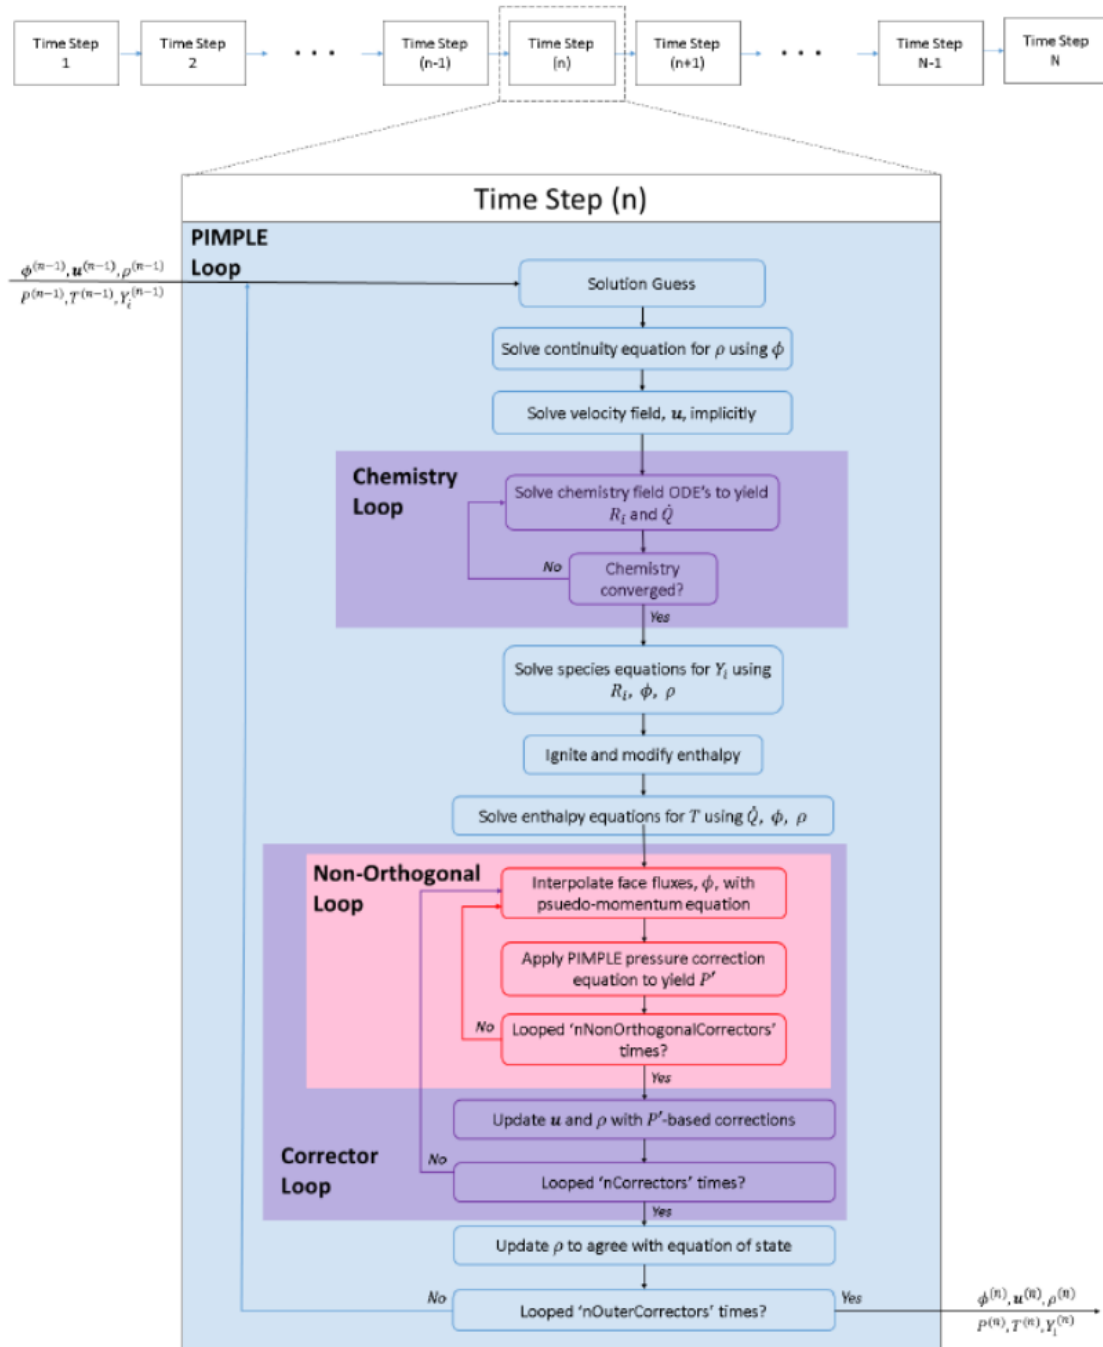 Time Step
1
Time Step
2
• • •
Time Step
(n-1)
Time Step
(n)
Time Step
(n+1)
• • •
Time Step
N-1
Time Step
N
Time Step (n)
PIMPLE
Loop
ϕ⁽ⁿ⁻¹⁾, u⁽ⁿ⁻¹⁾, ρ⁽ⁿ⁻¹⁾
P⁽ⁿ⁻¹⁾, T⁽ⁿ⁻¹⁾, Yᵢ⁽ⁿ⁻¹⁾
Solution Guess
Solve continuity equation for ρ using ϕ
Solve velocity field, u, implicitly
Chemistry
Loop
Solve chemistry field ODE's to yield
Rᵢ and Q̇
No
Chemistry
converged?
Yes
Solve species equations for Yᵢ using
Rᵢ, ϕ, ρ
Ignite and modify enthalpy
Solve enthalpy equations for T using Q̇, ϕ, ρ
Non-Orthogonal
Loop
Interpolate face fluxes, ϕ, with
psuedo-momentum equation
Apply PIMPLE pressure correction
equation to yield P′
No
Looped 'nNonOrthogonalCorrectors'
times?
Yes
Update u and ρ with P′-based corrections
Corrector
Loop
No
Looped 'nCorrectors' times?
Yes
Update ρ to agree with equation of state
No
Looped 'nOuterCorrectors' times?
Yes
ϕ⁽ⁿ⁾, u⁽ⁿ⁾, ρ⁽ⁿ⁾
P⁽ⁿ⁾, T⁽ⁿ⁾, Yᵢ⁽ⁿ⁾